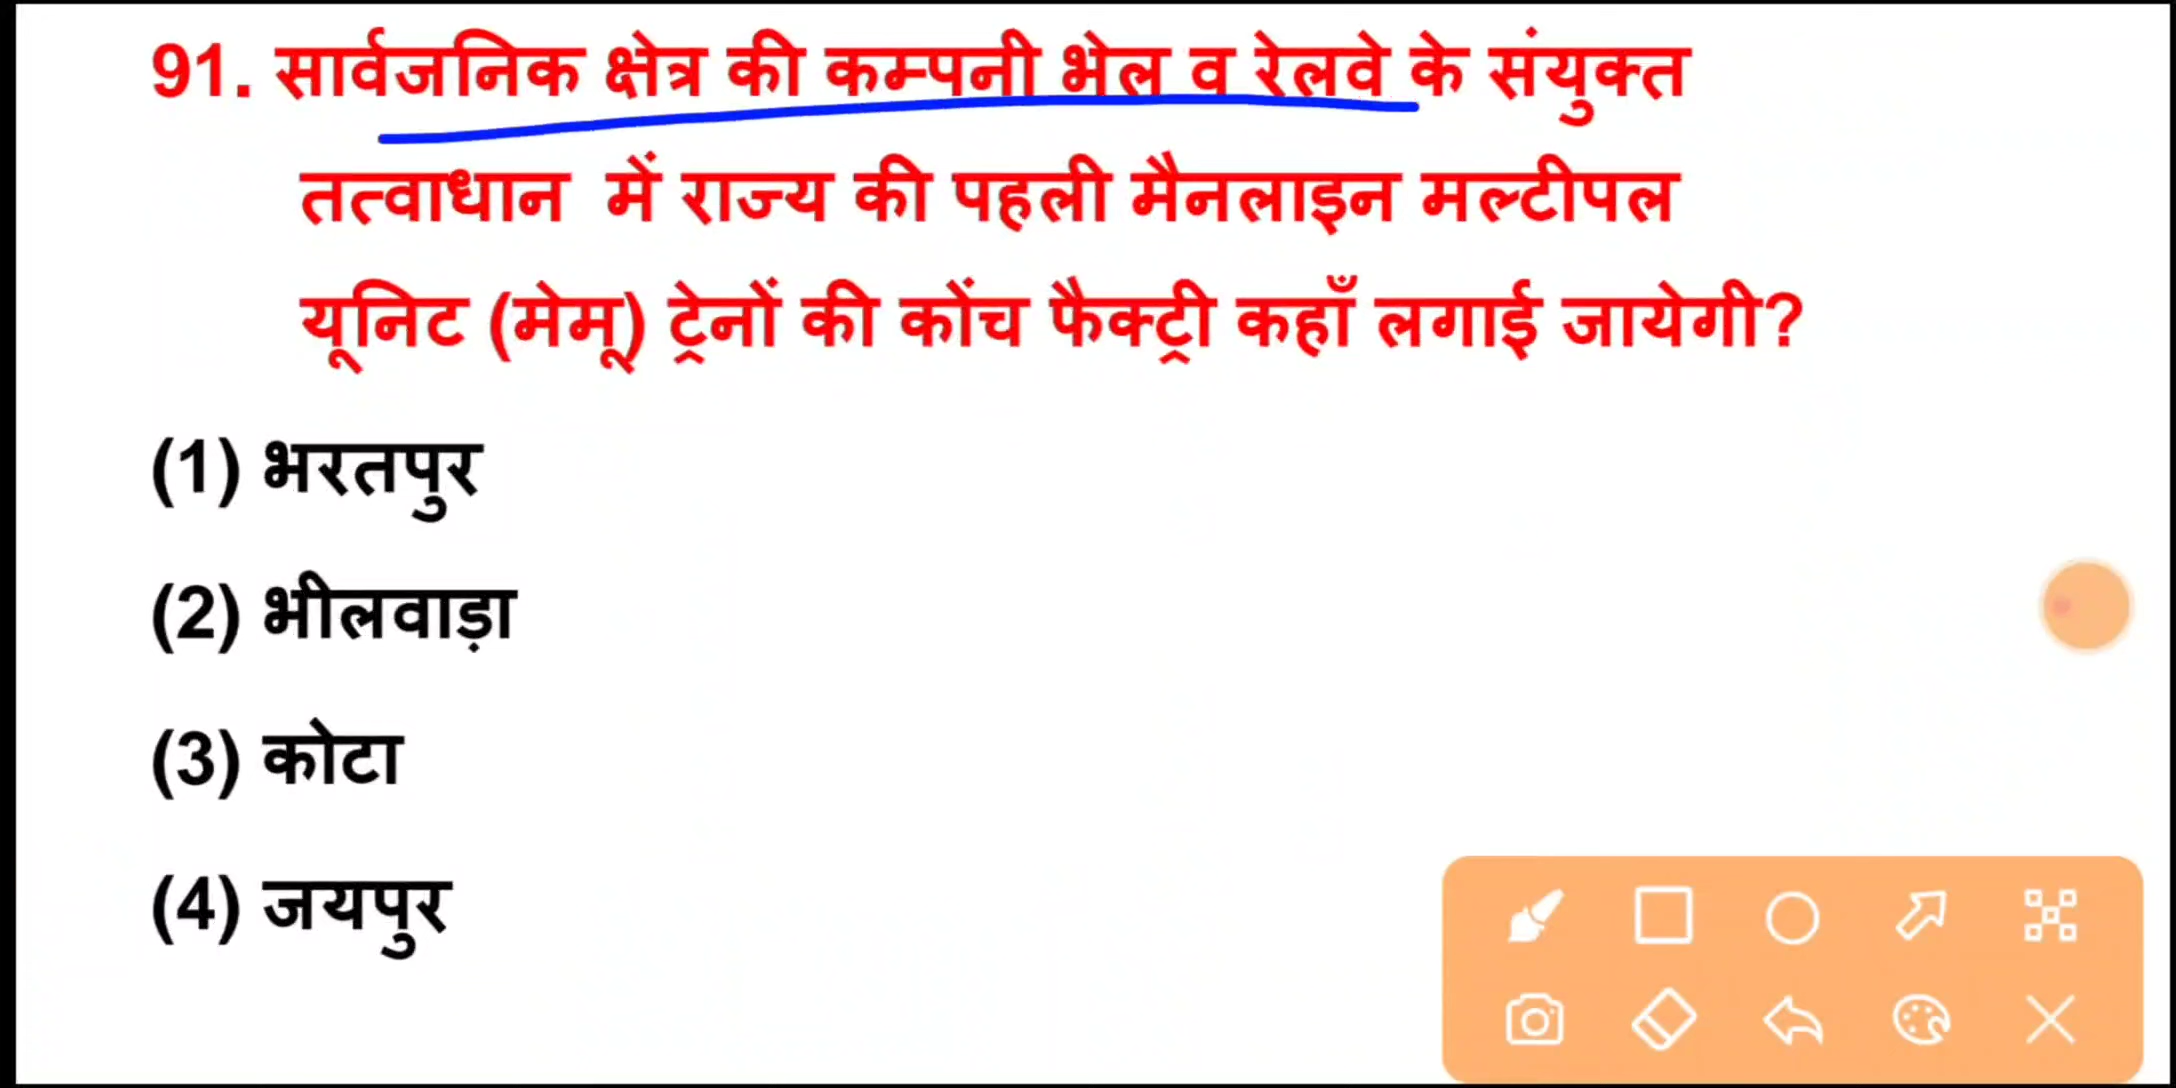 91. सार्वजनिक क्षेत्र की कम्पनी भेल व रेलवे के संयुक्त
तत्वाधान में राज्य की पहली मैनलाइन मल्टीपल
यूनिट (मेमू) ट्रेनों की कोंच फैक्ट्री कहाँ लगाई जायेगी?
(1) भरतपुर
(2) भीलवाड़ा
(3) कोटा
(4) जयपुर